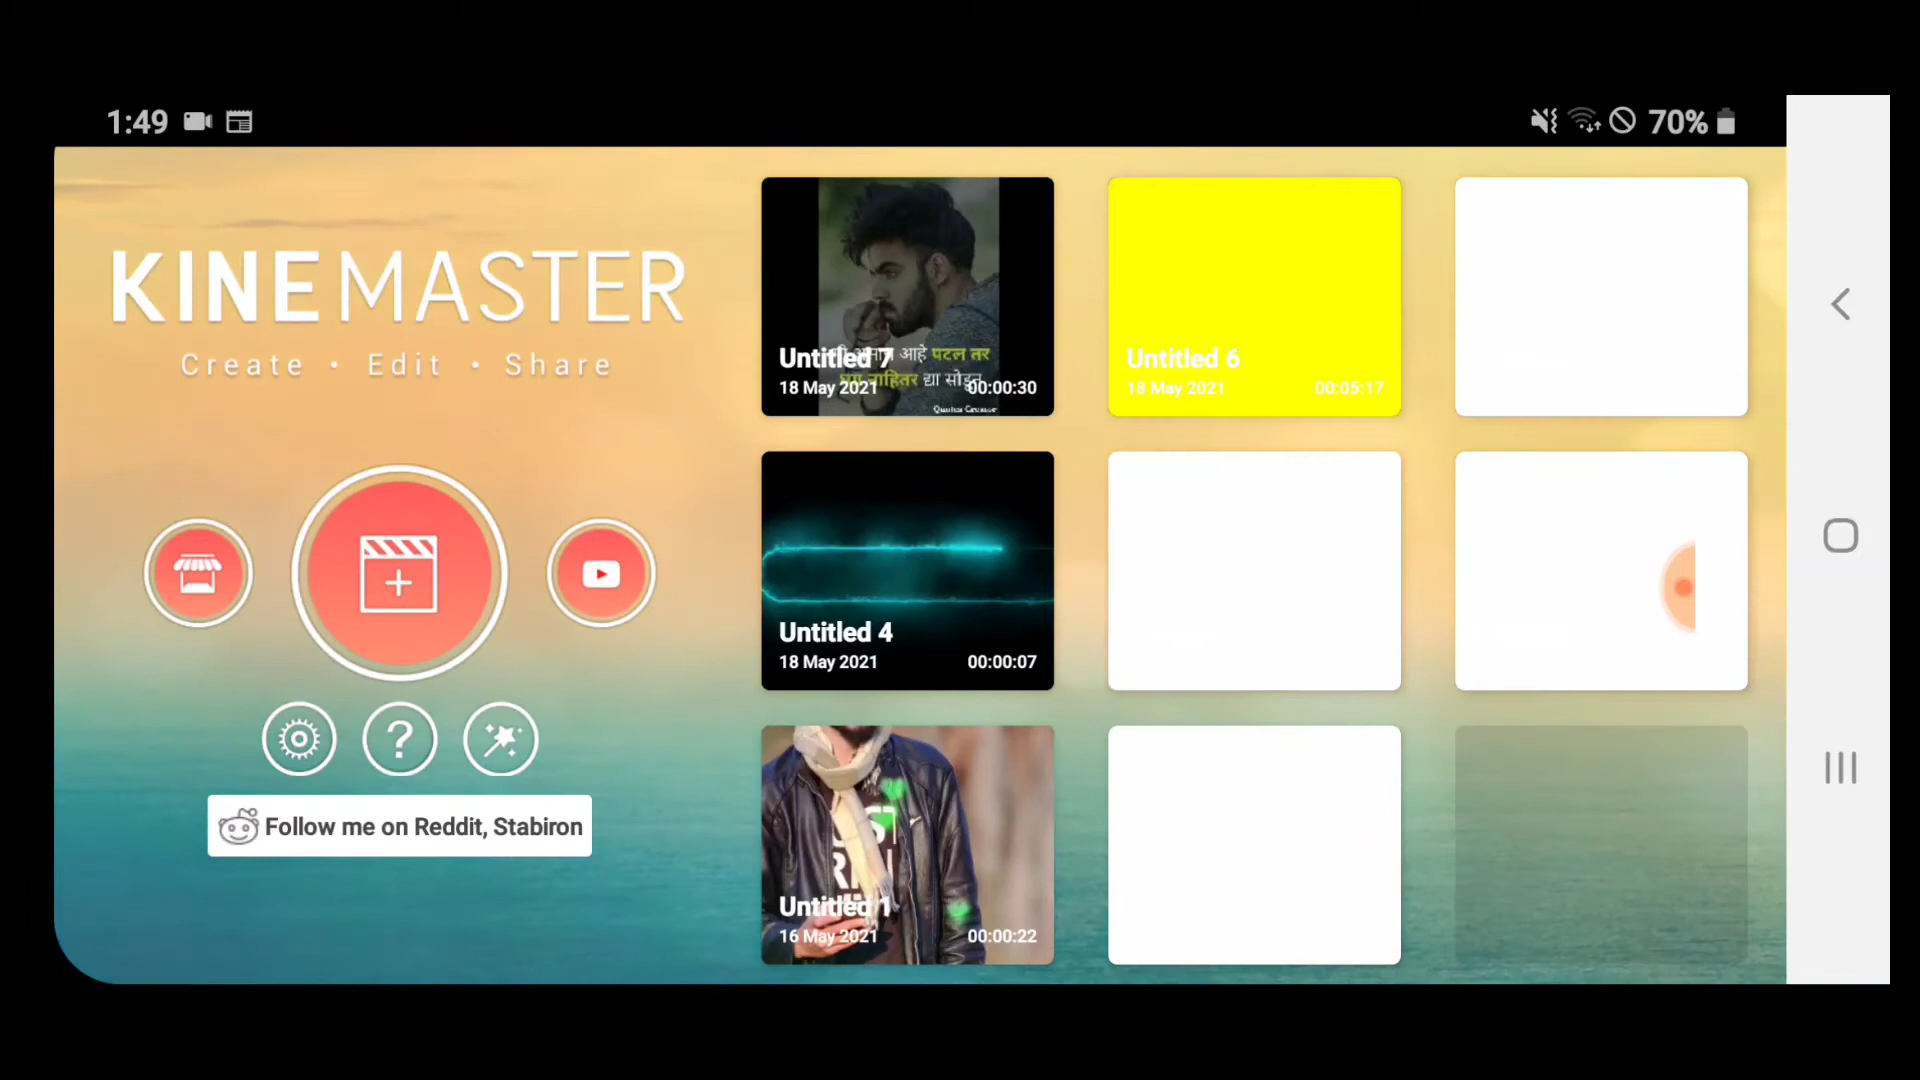 1:49
70%
KINEMASTER
Create • Edit • Share
Follow me on Reddit, Stabiron
आहे पटल तर
नाहितर द्या सोडून
Untitled 7
18 May 2021 00:00:30
Untitled 6
18 May 2021 00:05:17
Untitled 4
18 May 2021 00:00:07
Untitled 1
16 May 2021 00:00:22